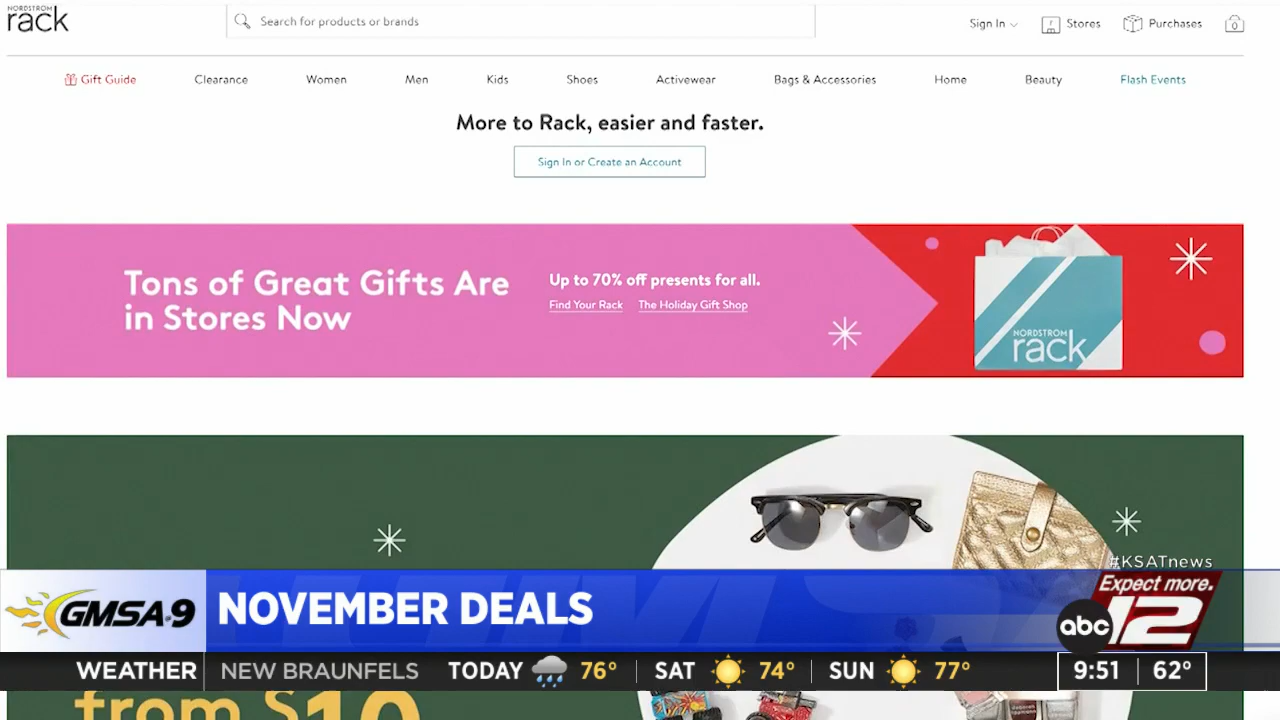 NORDSTROM
rack
Search for products or brands
Sign In
Stores
Purchases
0
Gift Guide
Clearance
Women
Men
Kids
Shoes
Activewear
Bags & Accessories
Home
Beauty
Flash Events
More to Rack, easier and faster.
Sign In or Create an Account
Tons of Great Gifts Are
in Stores Now
Up to 70% off presents for all.
Find Your Rack The Holiday Gift Shop
NORDSTROM
rack
#KSATnews
GMSA@9
NOVEMBER DEALS
Expect more.
abc 12
WEATHER NEW BRAUNFELS TODAY 76° SAT 74° SUN 77° 9:51 62°
from $10